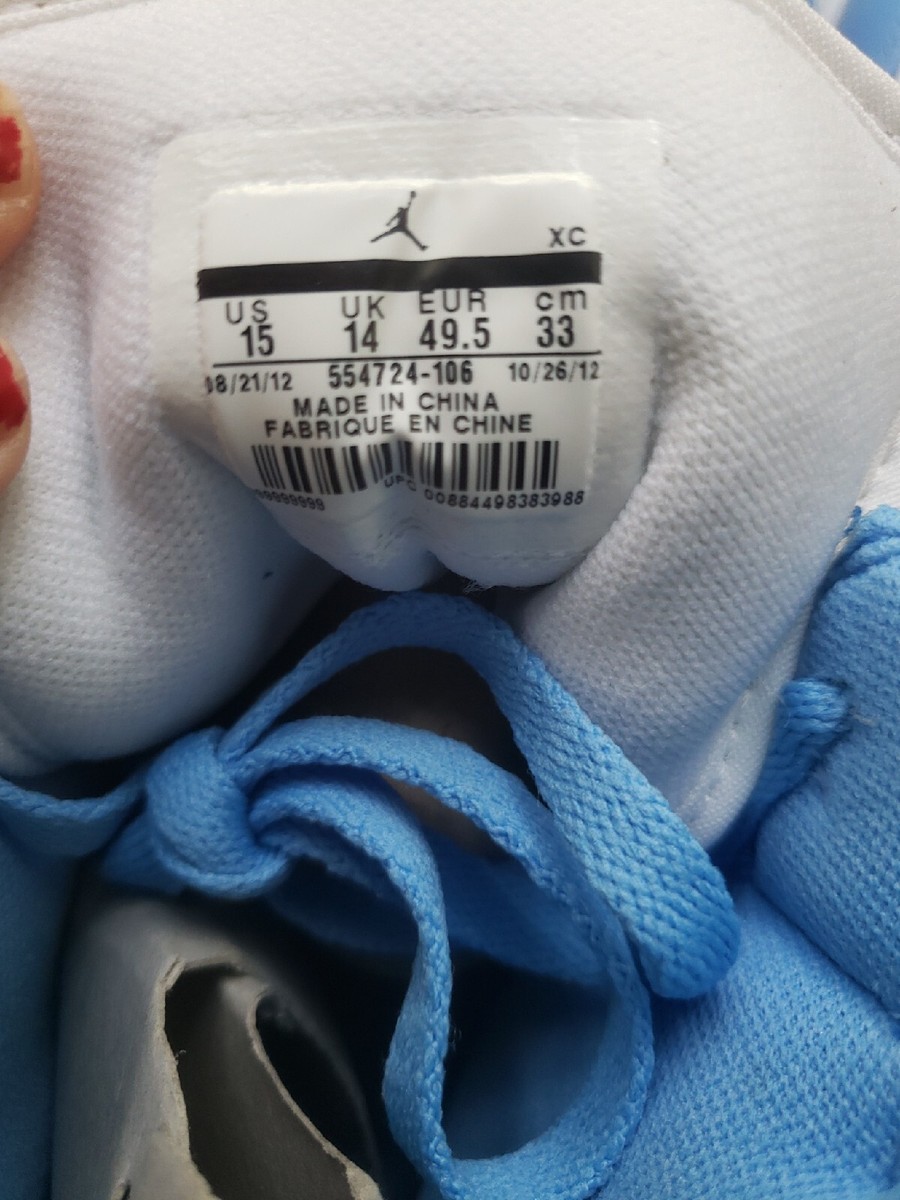 XC
US UK EUR cm
15 14 49.5 33
08/21/12 554724-106 10/26/12
MADE IN CHINA
FABRIQUE EN CHINE
UPC 00884498383988